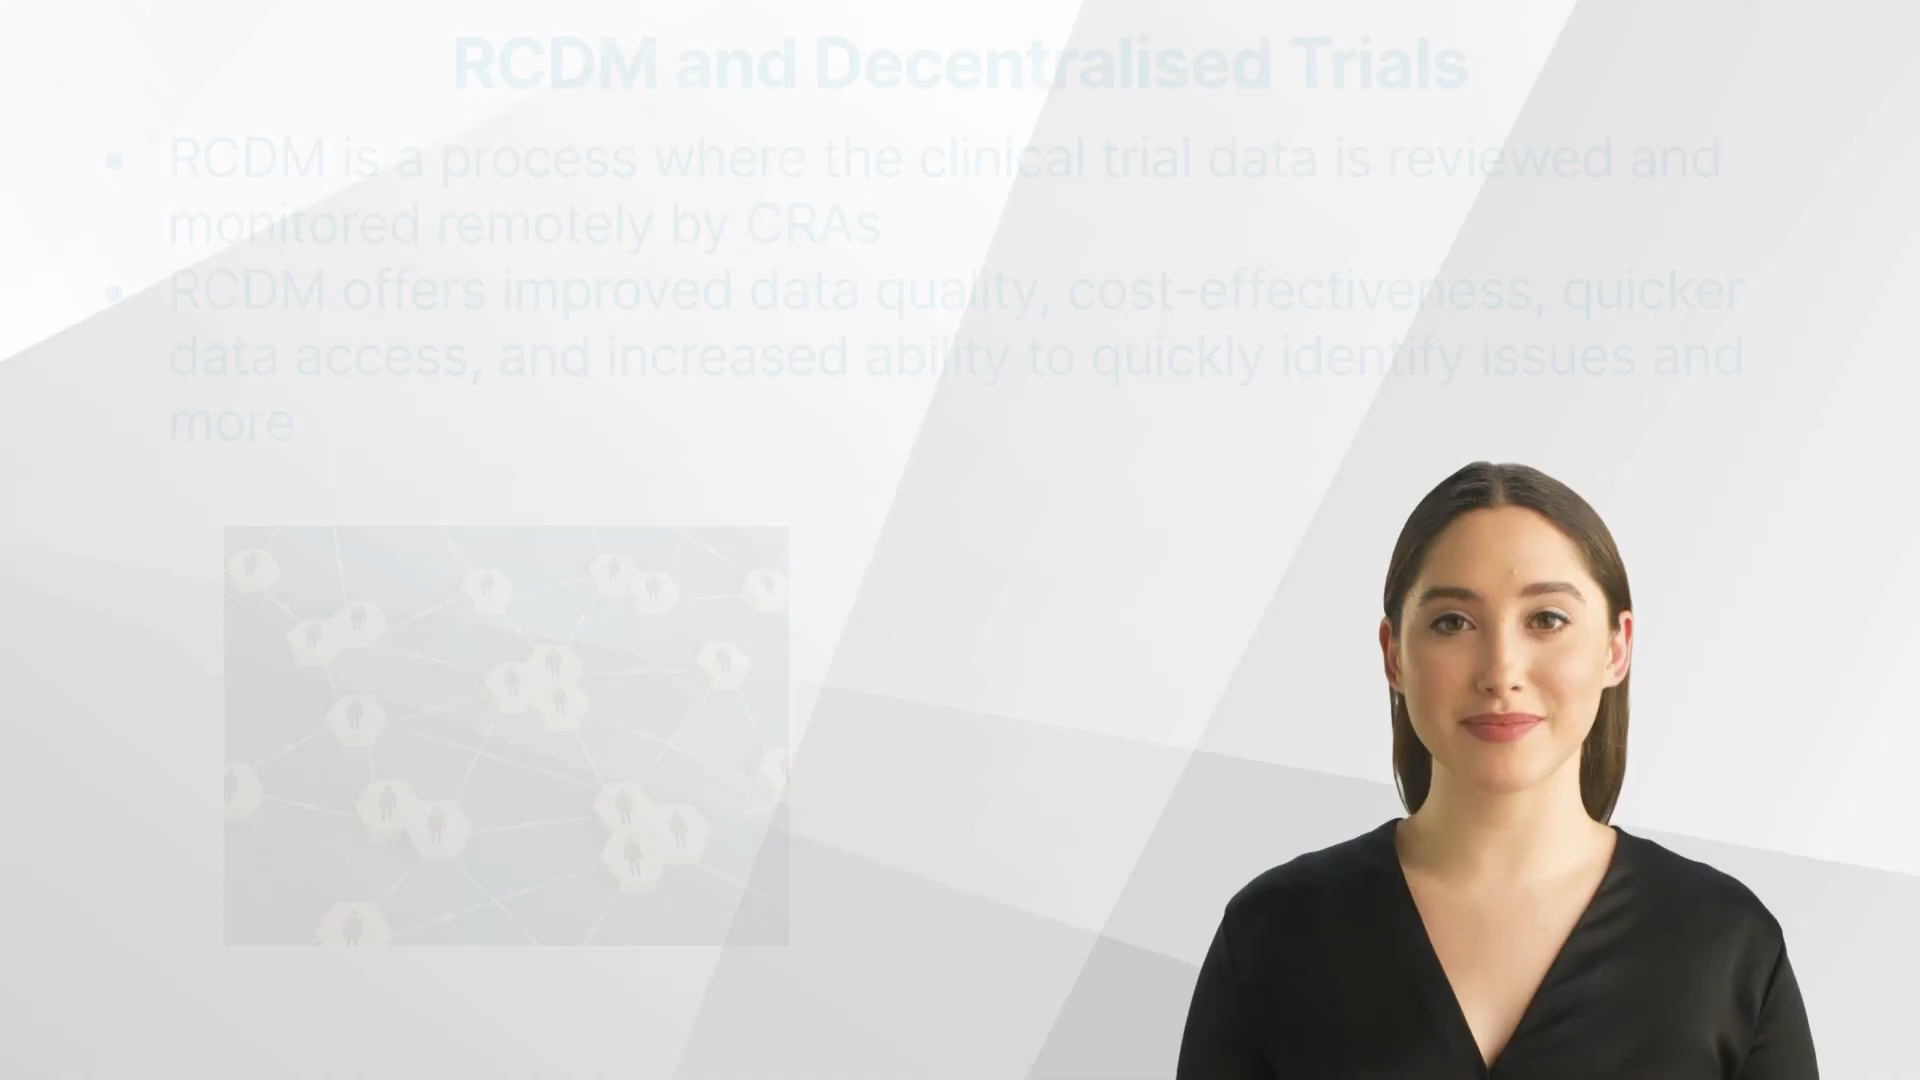 RCDM and Decentralised Trials
• RCDM is a process where the clinical trial data is reviewed and
monitored remotely by CRAs
• RCDM offers improved data quality, cost-effectiveness, quicker
data access, and increased ability to quickly identify issues and
more